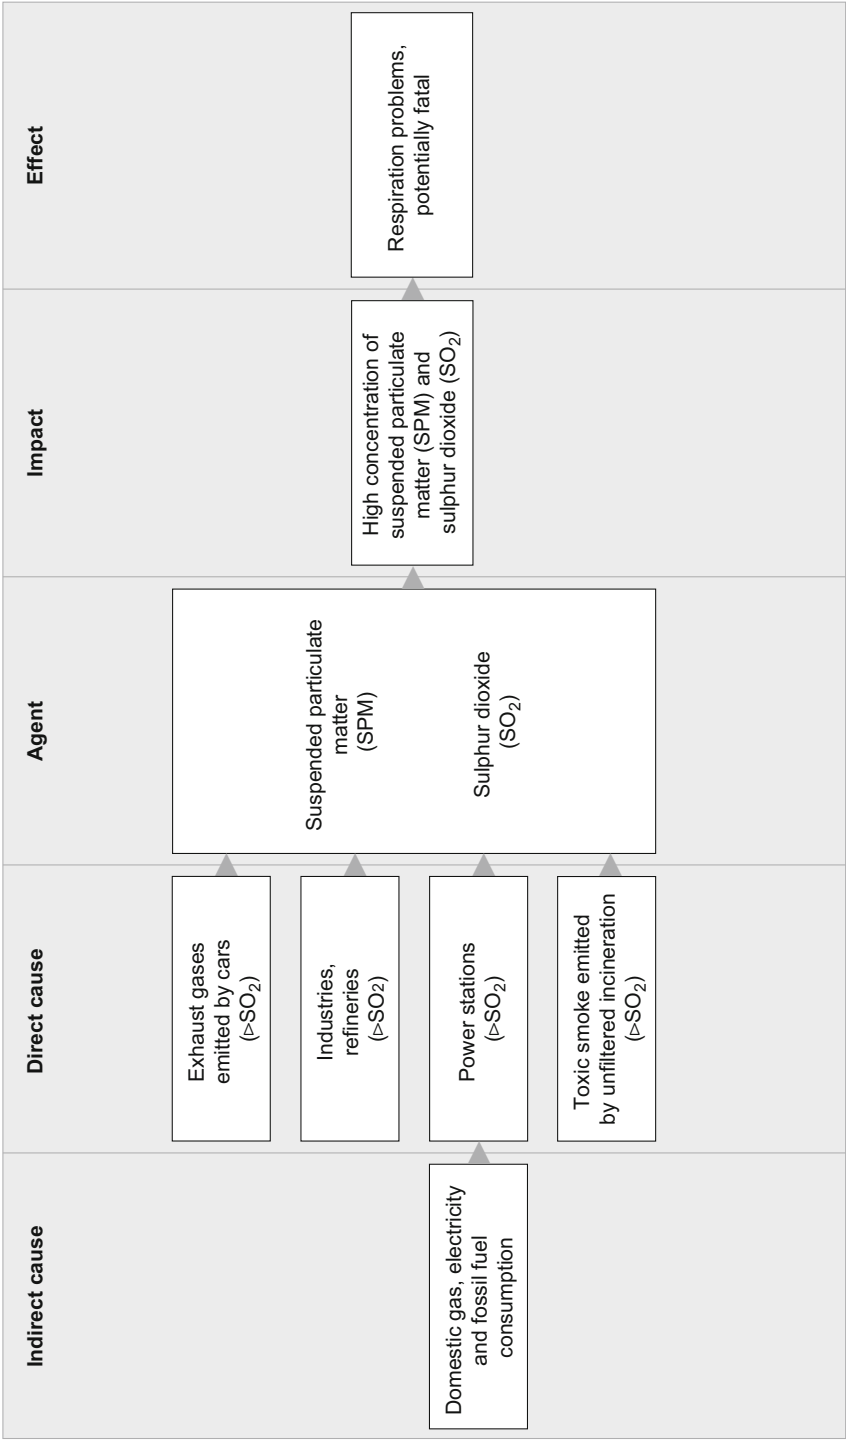 Indirect cause
Direct cause
Agent
Impact
Effect
Domestic gas, electricity
and fossil fuel
consumption
Exhaust gases
emitted by cars
(▷SO₂)
Industries,
refineries
(▷SO2)
Power stations
(▷SO₂)
Toxic smoke emitted
by unfiltered incineration
(▷SO₂)
Suspended particulate
matter
(SPM)
Sulphur dioxide
(SO₂)
High concentration of
suspended particulate
matter (SPM) and
sulphur dioxide (SO₂)
Respiration problems,
potentially fatal